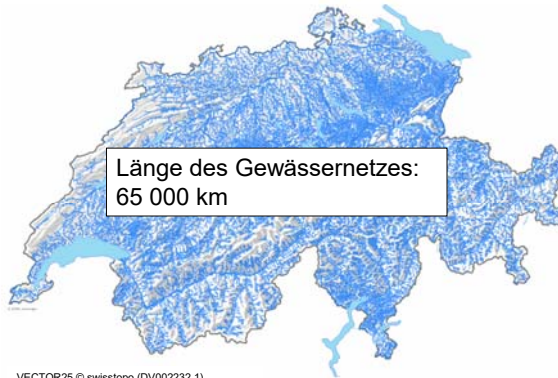 Länge des Gewässernetzes:
65 000 km
VECTOR25 © swisstopo (DV002232.1)